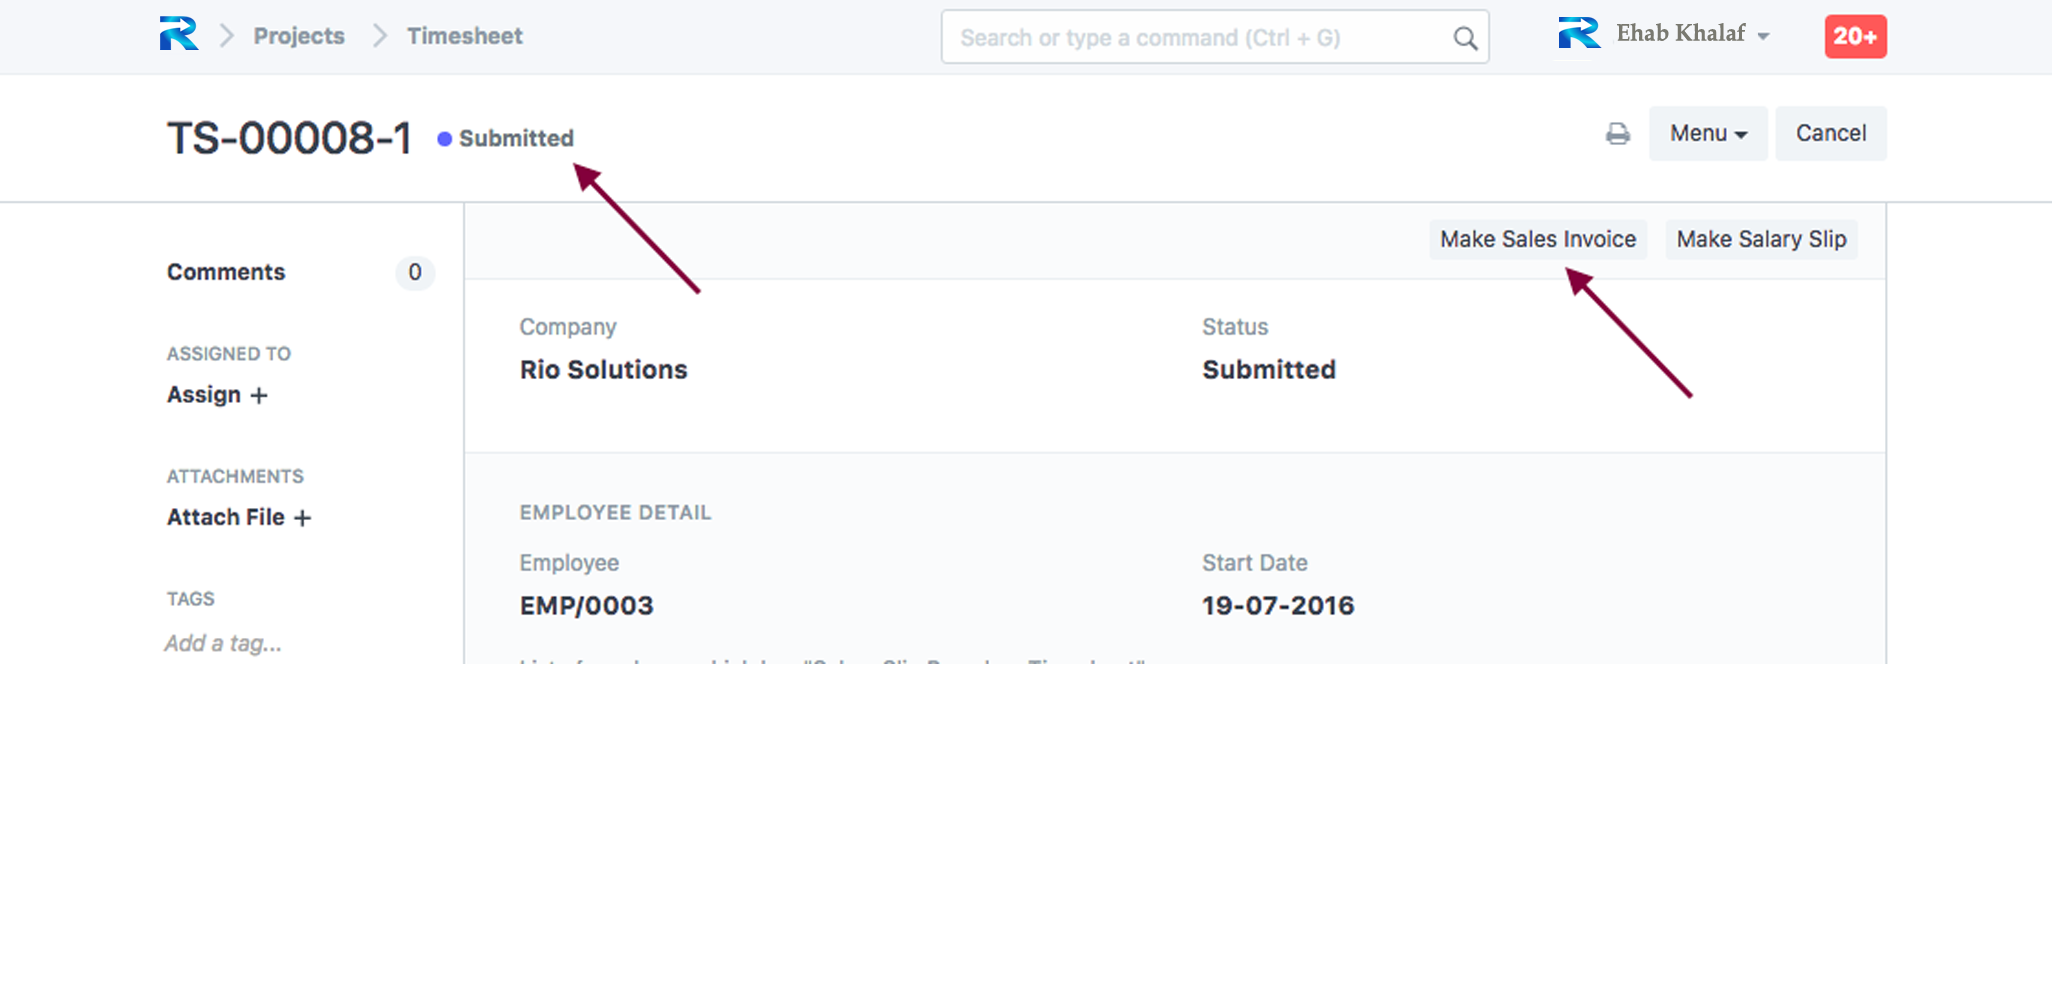 Projects
Timesheet
Search or type a command (Ctrl + G)
Ehab Khalaf
20+
TS-00008-1
Submitted
Menu
Cancel
Make Sales Invoice
Make Salary Slip
Comments
0
Company
Status
Rio Solutions
Submitted
ASSIGNED TO
Assign +
ATTACHMENTS
Attach File +
EMPLOYEE DETAIL
Employee
Start Date
EMP/0003
19-07-2016
TAGS
Add a tag...